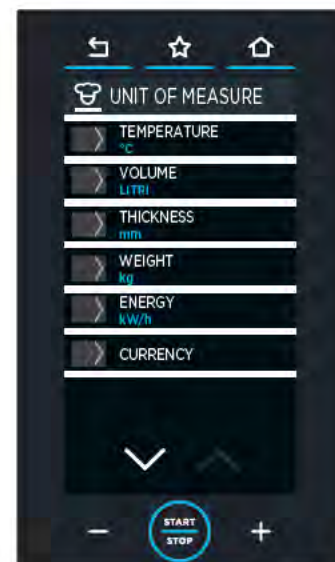 UNIT OF MEASURE
TEMPERATURE
°C
VOLUME
LITRI
THICKNESS
mm
WEIGHT
kg
ENERGY
kW/h
CURRENCY
START
STOP